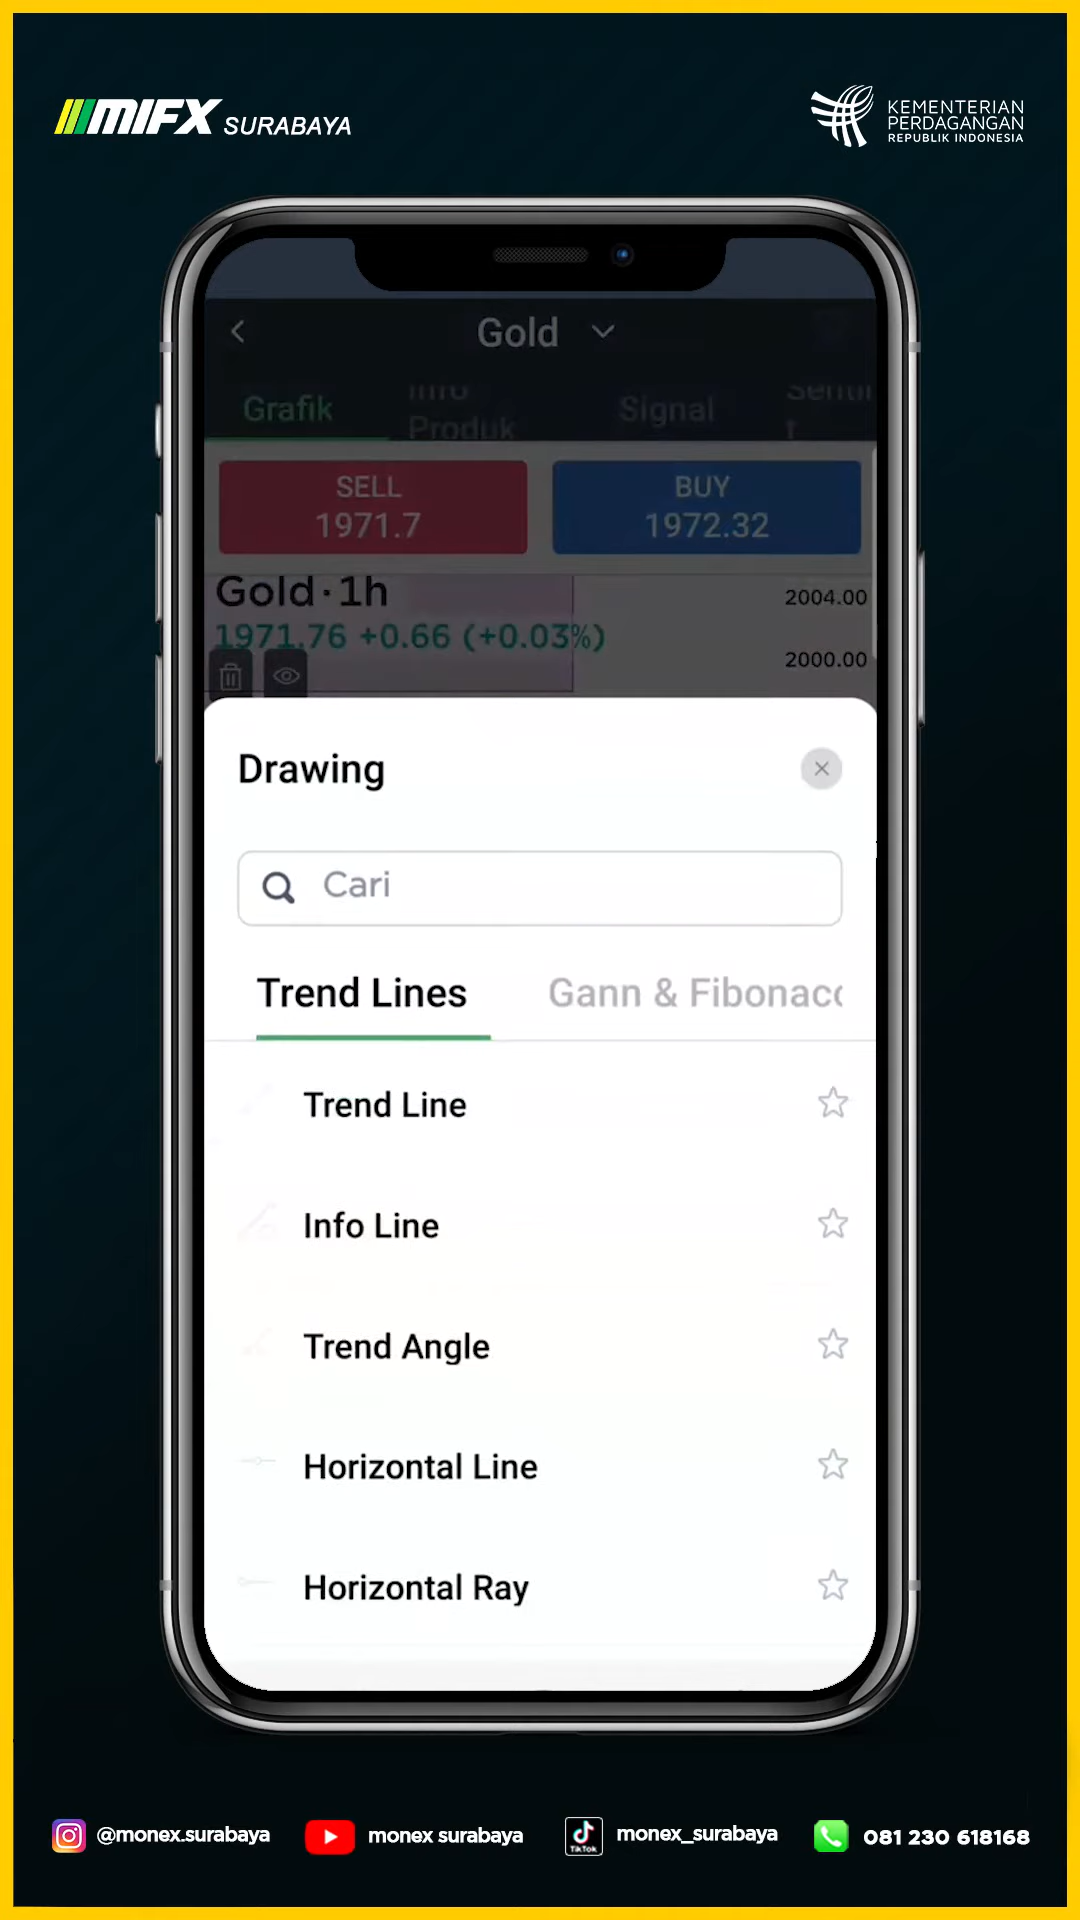 MIFX SURABAYA
KEMENTERIAN
PERDAGANGAN
REPUBLIK INDONESIA
Gold
Grafik
Info
Produk
Signal
SELL
1971.7
BUY
1972.32
Gold·1h
1971.76 +0.66 (+0.03%)
2004.00
2000.00
Drawing
Cari
Trend Lines
Gann & Fibonacc
Trend Line
Info Line
Trend Angle
Horizontal Line
Horizontal Ray
@monex.surabaya
monex surabaya
TikTok
monex_surabaya
081 230 618168